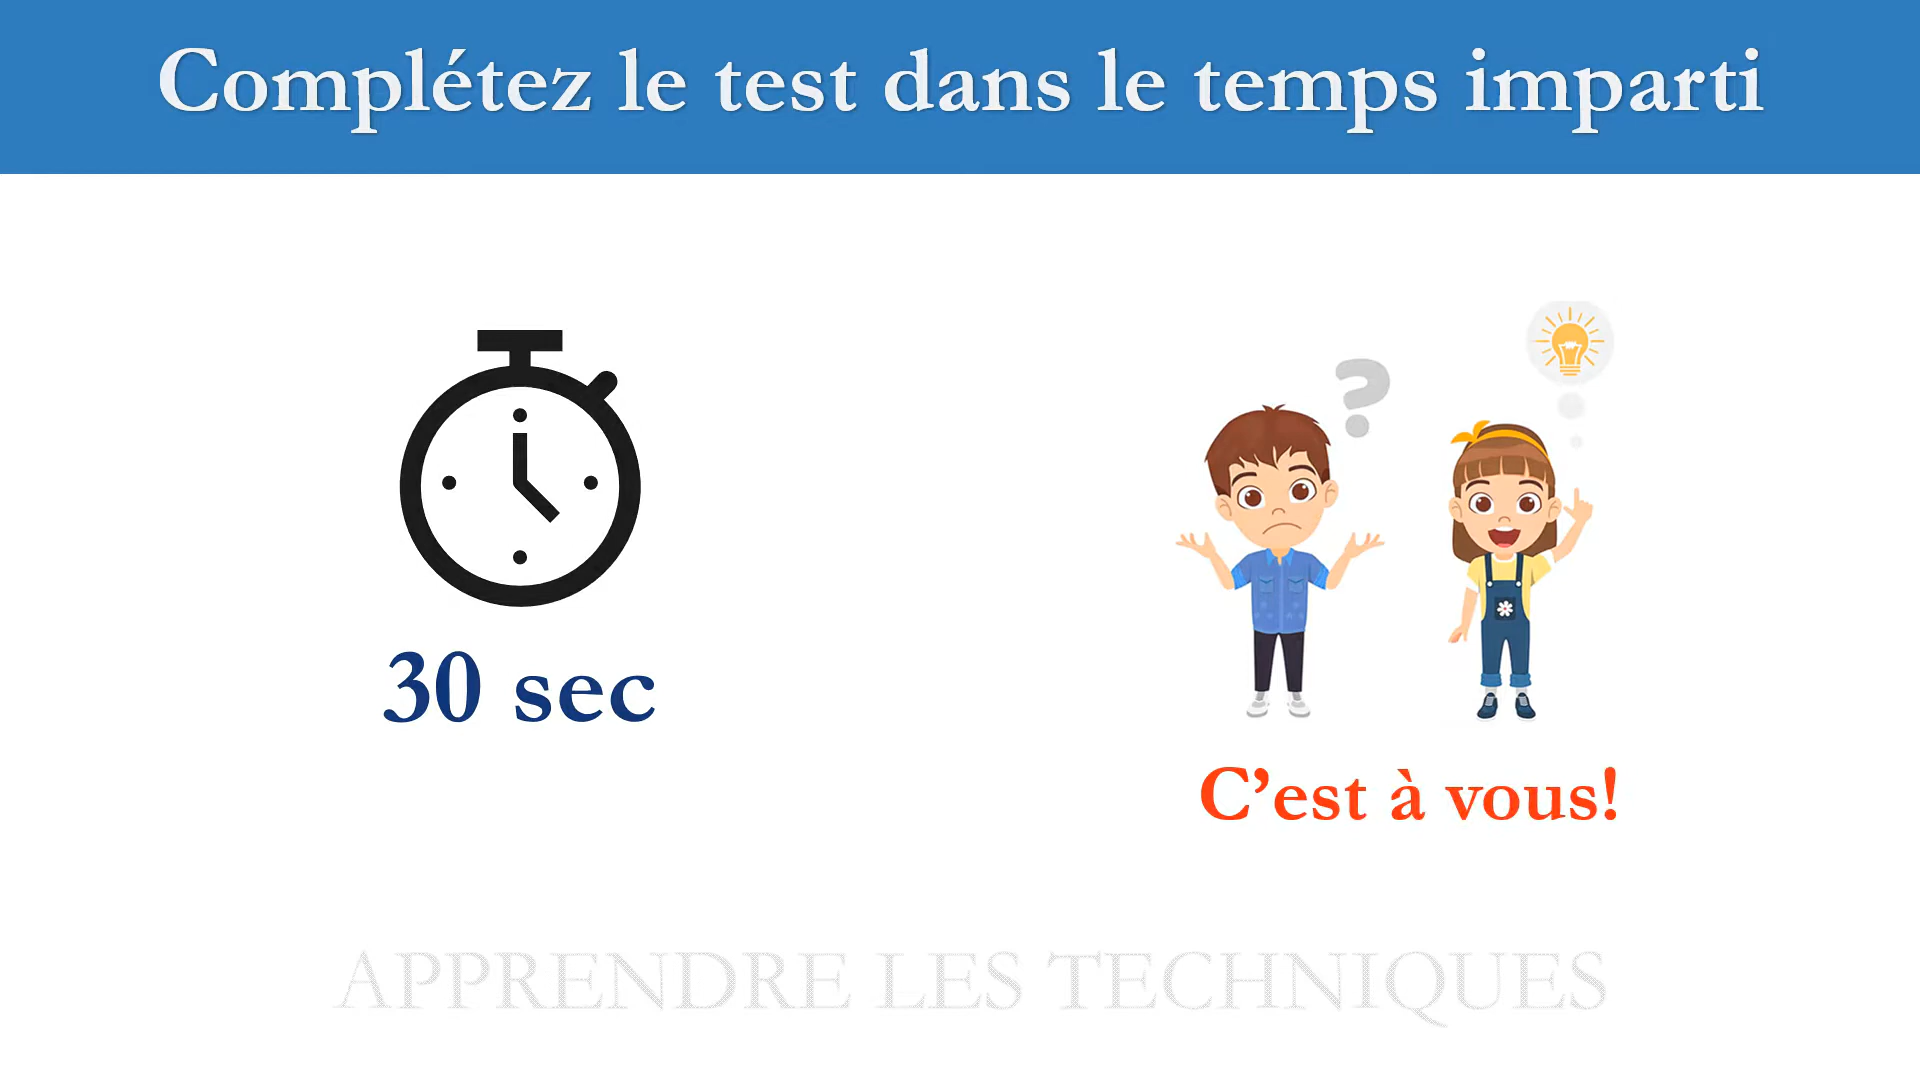 Complétez le test dans le temps imparti
30 sec
C’est à vous!
APPRENDRE LES TECHNIQUES